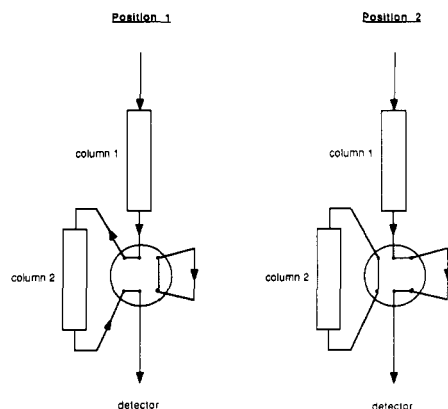 Position 1
Position 2
column 1
column 1
column 2
column 2
detector
detector